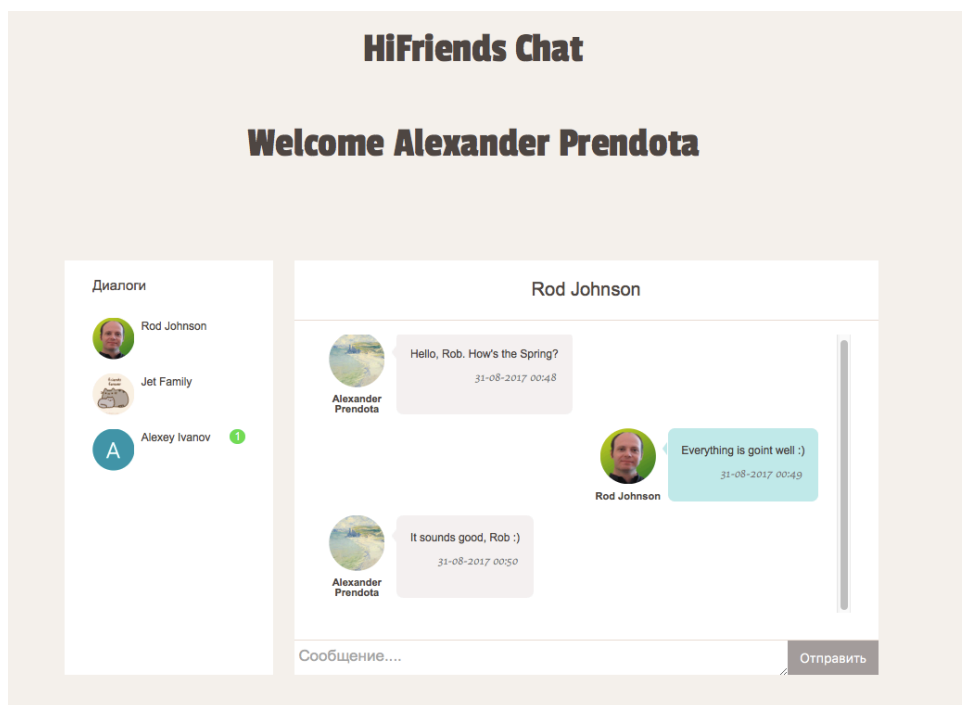 HiFriends Chat
Welcome Alexander Prendota
Диалоги
Rod Johnson
Jet Family
A
Alexey Ivanov 1
Rod Johnson
Hello, Rob. How's the Spring?
31-08-2017 00:48
Alexander
Prendota
Everything is goint well :)
31-08-2017 00:49
Rod Johnson
It sounds good, Rob :)
31-08-2017 00:50
Alexander
Prendota
Сообщение....
Отправить